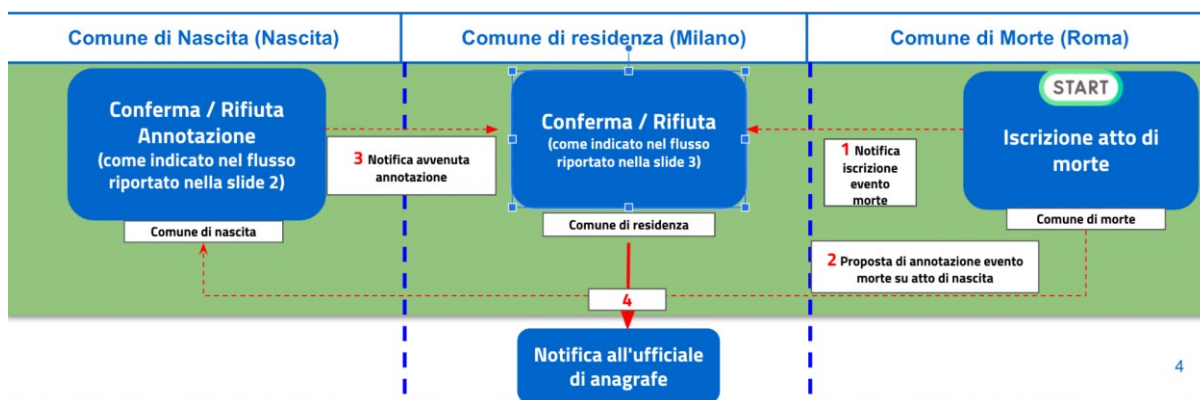 Comune di Nascita (Nascita)
Comune di residenza (Milano)
Comune di Morte (Roma)
Conferma / Rifiuta
Annotazione
(come indicato nel flusso
riportato nella slide 2)
Comune di nascita
3 Notifica avvenuta
annotazione
Conferma / Rifiuta
(come indicato nel flusso
riportato nella slide 3)
Comune di residenza
1 Notifica
iscrizione
evento
morte
START
Iscrizione atto di
morte
Comune di morte
2 Proposta di annotazione evento
morte su atto di nascita
4
Notifica all'ufficiale
di anagrafe
4